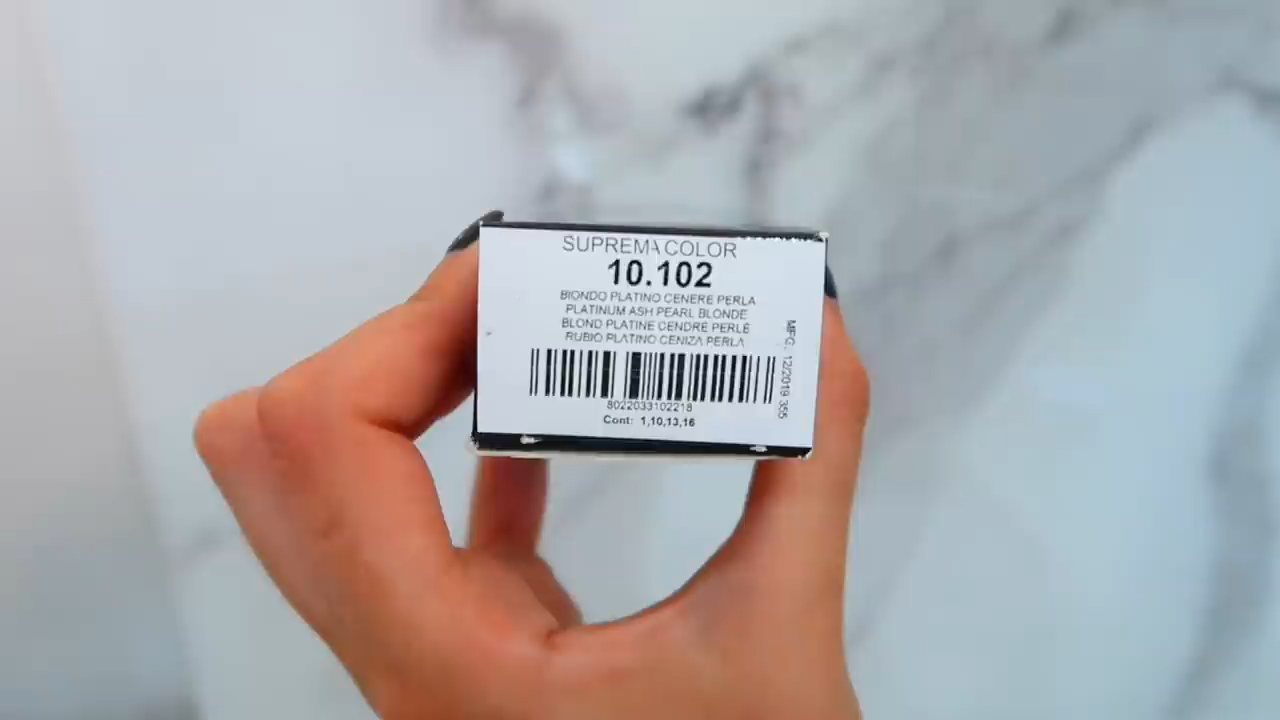 SUPREMA COLOR
10.102
BIONDO PLATINO CENERE PERLA
PLATINUM ASH PEARL BLONDE
BLOND PLATINE CENDRÉ PERLÉ
RUBIO PLATINO CENIZA PERLA
8022033102218
Cont: 1,10,13,16
MFG: 12/2019 355